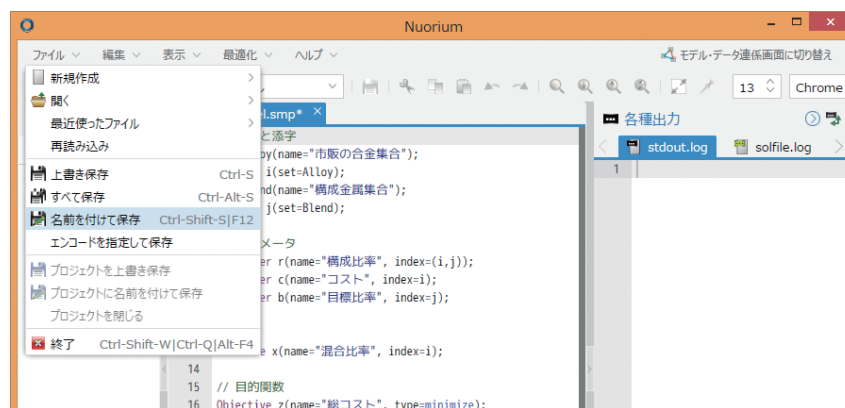 Nuorium
ファイル 編集 表示 最適化 ヘルプ モデル・データ連係画面に切り替え
新規作成
開く
最近使ったファイル
再読み込み
上書き保存 Ctrl-S
すべて保存 Ctrl-Alt-S
名前を付けて保存 Ctrl-Shift-S|F12
エンコードを指定して保存
プロジェクトを上書き保存
プロジェクトに名前を付けて保存
プロジェクトを閉じる
終了 Ctrl-Shift-W|Ctrl-Q|Alt-F4
13 Chrome
el.smp*
と添字
oy(name="市販の合金集合");
i(set=Alloy);
nd(name="構成金属集合");
j(set=Blend);
メータ
er r(name="構成比率", index=(i,j));
er c(name="コスト", index=i);
er b(name="目標比率", index=j);
e x(name="混合比率", index=i);
14
15 // 目的関数
16 Objective z(name="総コスト", type=minimize);
各種出力
stdout.log solfile.log
1